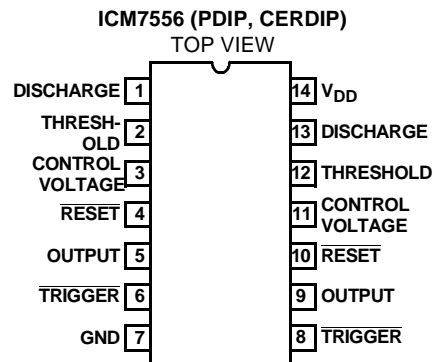 ICM7556 (PDIP, CERDIP)
TOP VIEW
DISCHARGE 1
THRESH-
OLD 2
CONTROL
VOLTAGE 3
RESET 4
OUTPUT 5
TRIGGER 6
GND 7
14 VDD
13 DISCHARGE
12 THRESHOLD
11 CONTROL
VOLTAGE
10 RESET
9 OUTPUT
8 TRIGGER